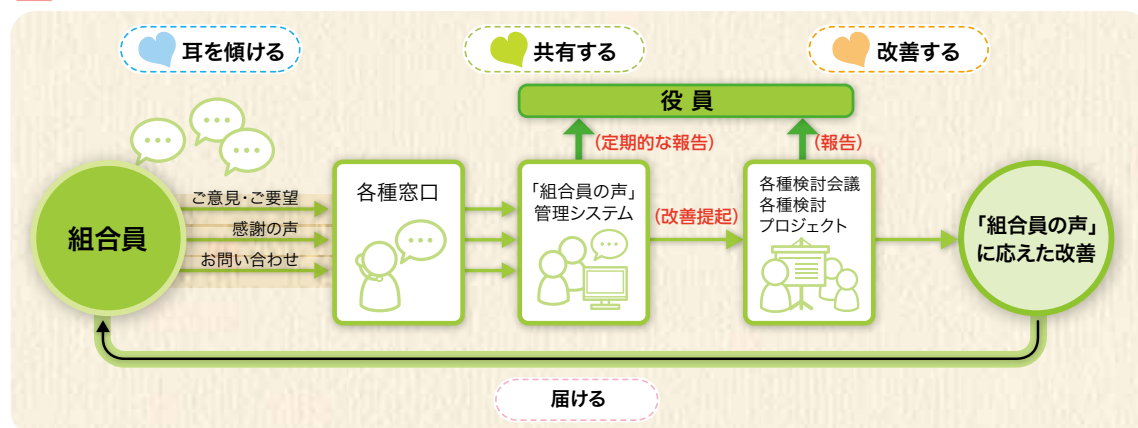 耳を傾ける
共有する
改善する
役員
(定期的な報告)
(報告)
組合員
ご意見・ご要望
感謝の声
お問い合わせ
各種窓口
「組合員の声」
管理システム
(改善提起)
各種検討会議
各種検討
プロジェクト
「組合員の声」
に応えた改善
届ける